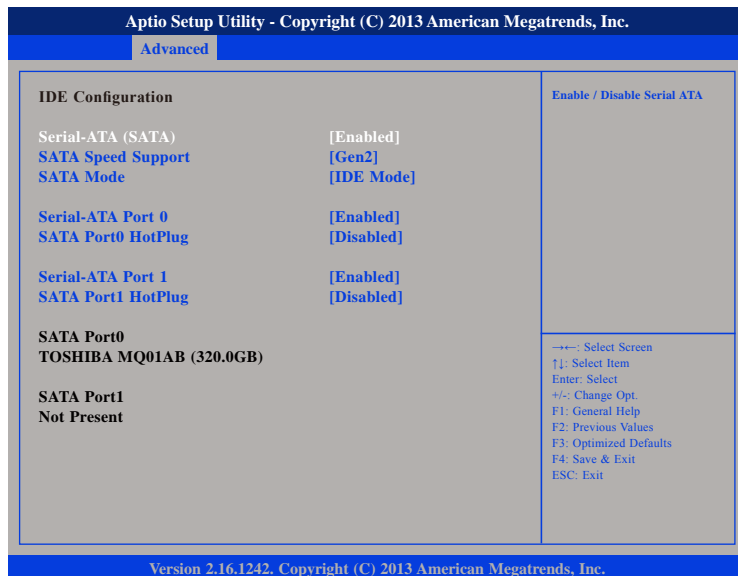 Aptio Setup Utility - Copyright (C) 2013 American Megatrends, Inc.
Advanced
IDE Configuration
Serial-ATA (SATA) [Enabled]
SATA Speed Support [Gen2]
SATA Mode [IDE Mode]
Serial-ATA Port 0 [Enabled]
SATA Port0 HotPlug [Disabled]
Serial-ATA Port 1 [Enabled]
SATA Port1 HotPlug [Disabled]
SATA Port0
TOSHIBA MQ01AB (320.0GB)
SATA Port1
Not Present
Enable / Disable Serial ATA
→←: Select Screen
↑↓: Select Item
Enter: Select
+/-: Change Opt.
F1: General Help
F2: Previous Values
F3: Optimized Defaults
F4: Save & Exit
ESC: Exit
Version 2.16.1242. Copyright (C) 2013 American Megatrends, Inc.